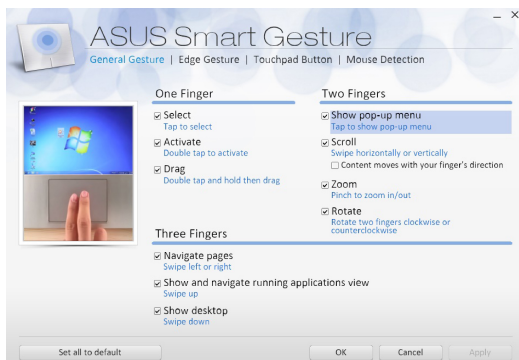 ASUS Smart Gesture
General Gesture | Edge Gesture | Touchpad Button | Mouse Detection
One Finger
Select
Tap to select
Activate
Double tap to activate
Drag
Double tap and hold then drag
Two Fingers
Show pop-up menu
Tap to show pop-up menu
Scroll
Swipe horizontally or vertically
Content moves with your finger's direction
Zoom
Pinch to zoom in/out
Rotate
Rotate two fingers clockwise or
counterclockwise
Three Fingers
Navigate pages
Swipe left or right
Show and navigate running applications view
Swipe up
Show desktop
Swipe down
Set all to default
OK
Cancel
Apply